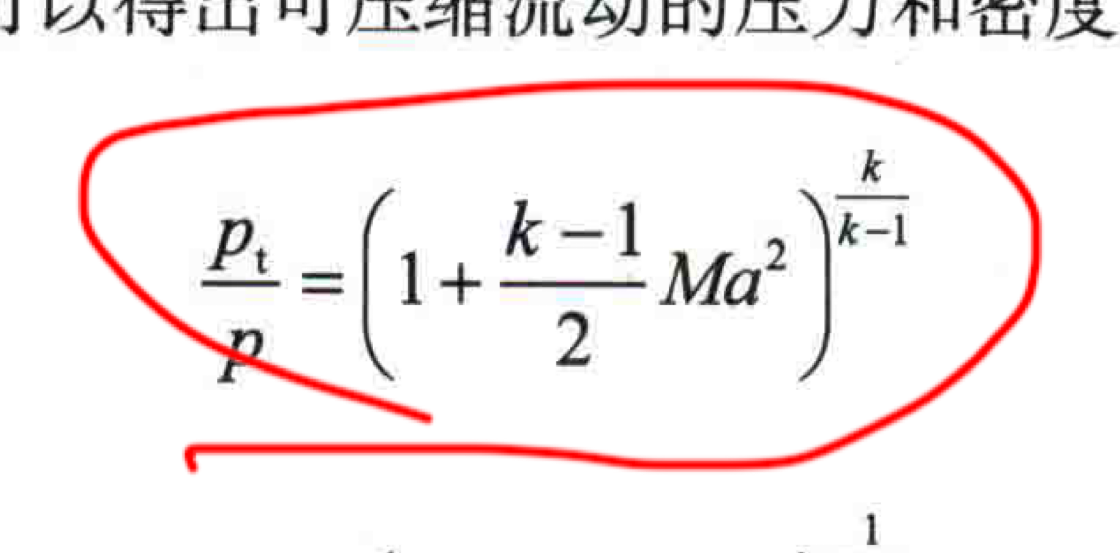 以得出可压缩流动的压力和密度
p_t/p = (1 + (k-1)/2 Ma²)^(k/(k-1))
1